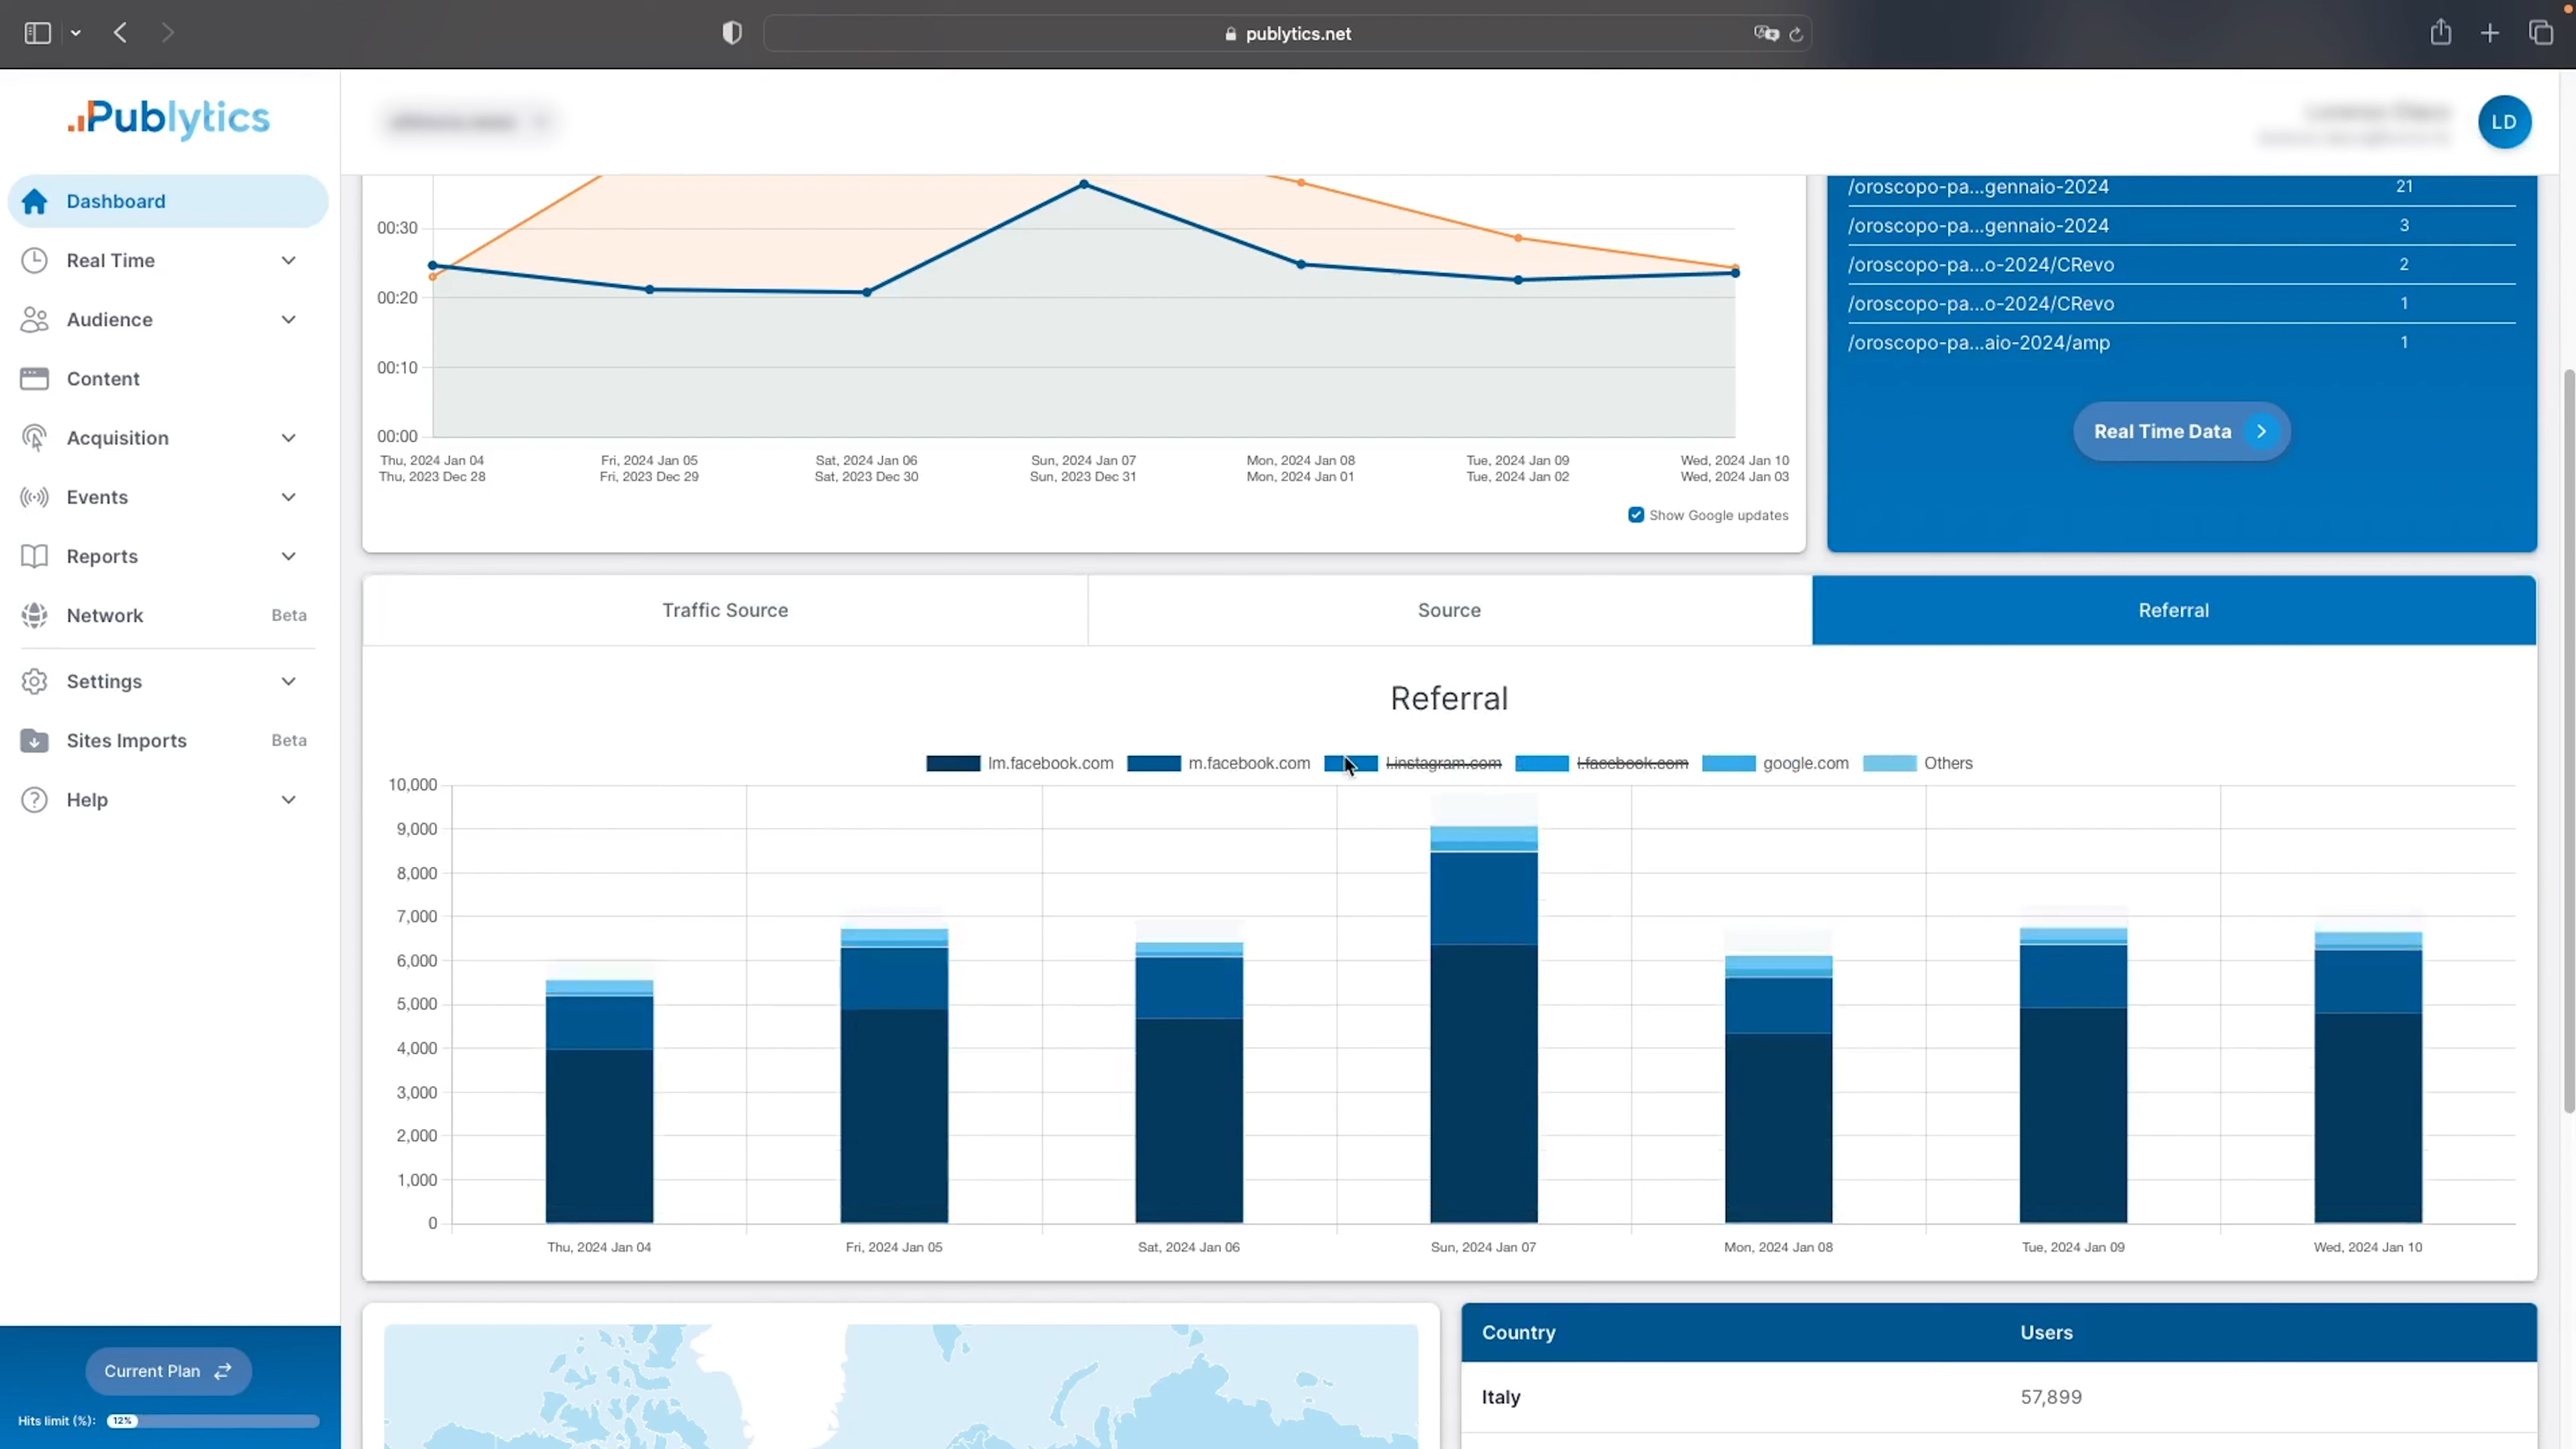 publytics.net
Publytics
LD
Dashboard
Real Time
Audience
Content
Acquisition
Events
Reports
Network Beta
Settings
Sites Imports Beta
Help
Current Plan
Hits limit (%): 12%
00:30
00:20
00:10
00:00
Thu, 2024 Jan 04 Fri, 2024 Jan 05 Sat, 2024 Jan 06 Sun, 2024 Jan 07 Mon, 2024 Jan 08 Tue, 2024 Jan 09 Wed, 2024 Jan 10
Thu, 2023 Dec 28 Fri, 2023 Dec 29 Sat, 2023 Dec 30 Sun, 2023 Dec 31 Mon, 2024 Jan 01 Tue, 2024 Jan 02 Wed, 2024 Jan 03
Show Google updates
/oroscopo-pa...gennaio-2024 21
/oroscopo-pa...gennaio-2024 3
/oroscopo-pa...o-2024/CRevo 2
/oroscopo-pa...o-2024/CRevo 1
/oroscopo-pa...aio-2024/amp 1
Real Time Data
Traffic Source Source Referral
Referral
lm.facebook.com m.facebook.com l.instagram.com l.facebook.com google.com Others
10,000
9,000
8,000
7,000
6,000
5,000
4,000
3,000
2,000
1,000
0
Thu, 2024 Jan 04 Fri, 2024 Jan 05 Sat, 2024 Jan 06 Sun, 2024 Jan 07 Mon, 2024 Jan 08 Tue, 2024 Jan 09 Wed, 2024 Jan 10
Country Users
Italy 57,899